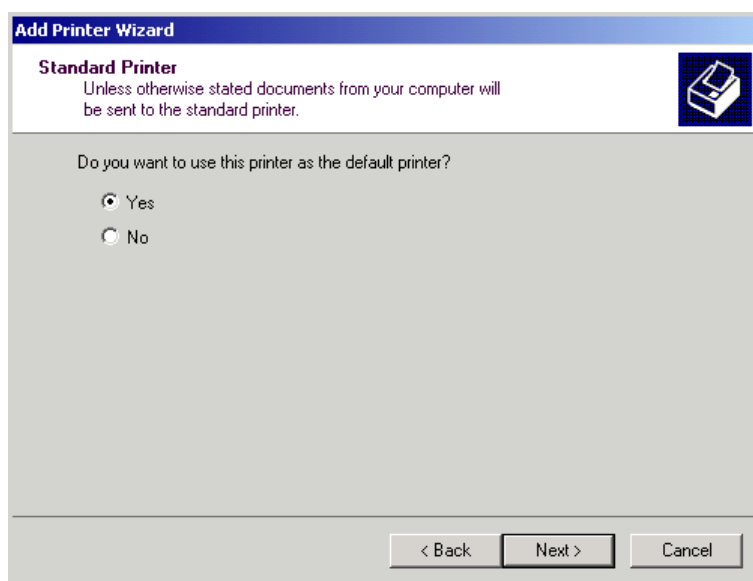 Add Printer Wizard
Standard Printer
Unless otherwise stated documents from your computer will
be sent to the standard printer.
Do you want to use this printer as the default printer?
Yes
No
< Back
Next >
Cancel